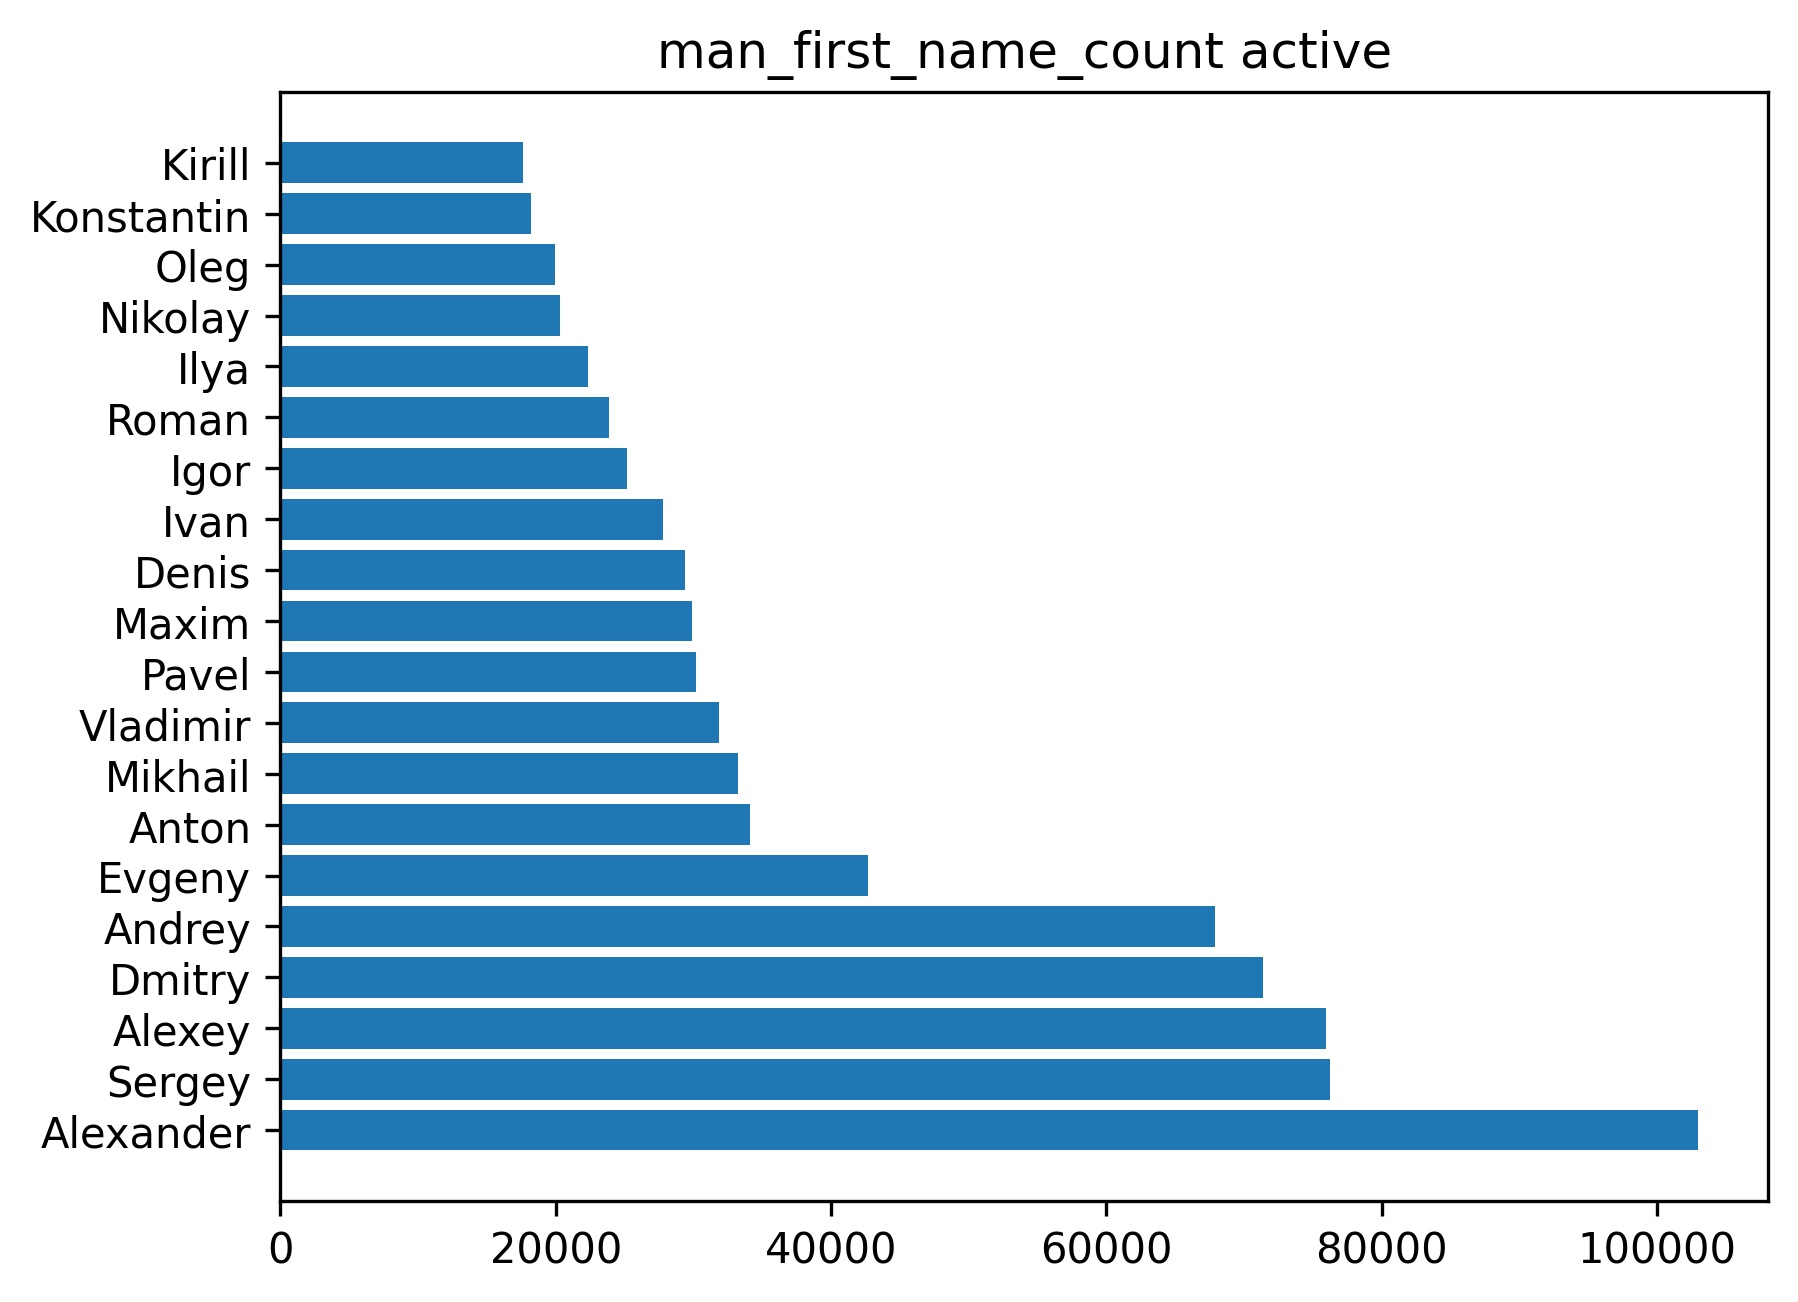 man_first_name_count active
Kirill
Konstantin
Oleg
Nikolay
Ilya
Roman
Igor
Ivan
Denis
Maxim
Pavel
Vladimir
Mikhail
Anton
Evgeny
Andrey
Dmitry
Alexey
Sergey
Alexander
0 20000 40000 60000 80000 100000